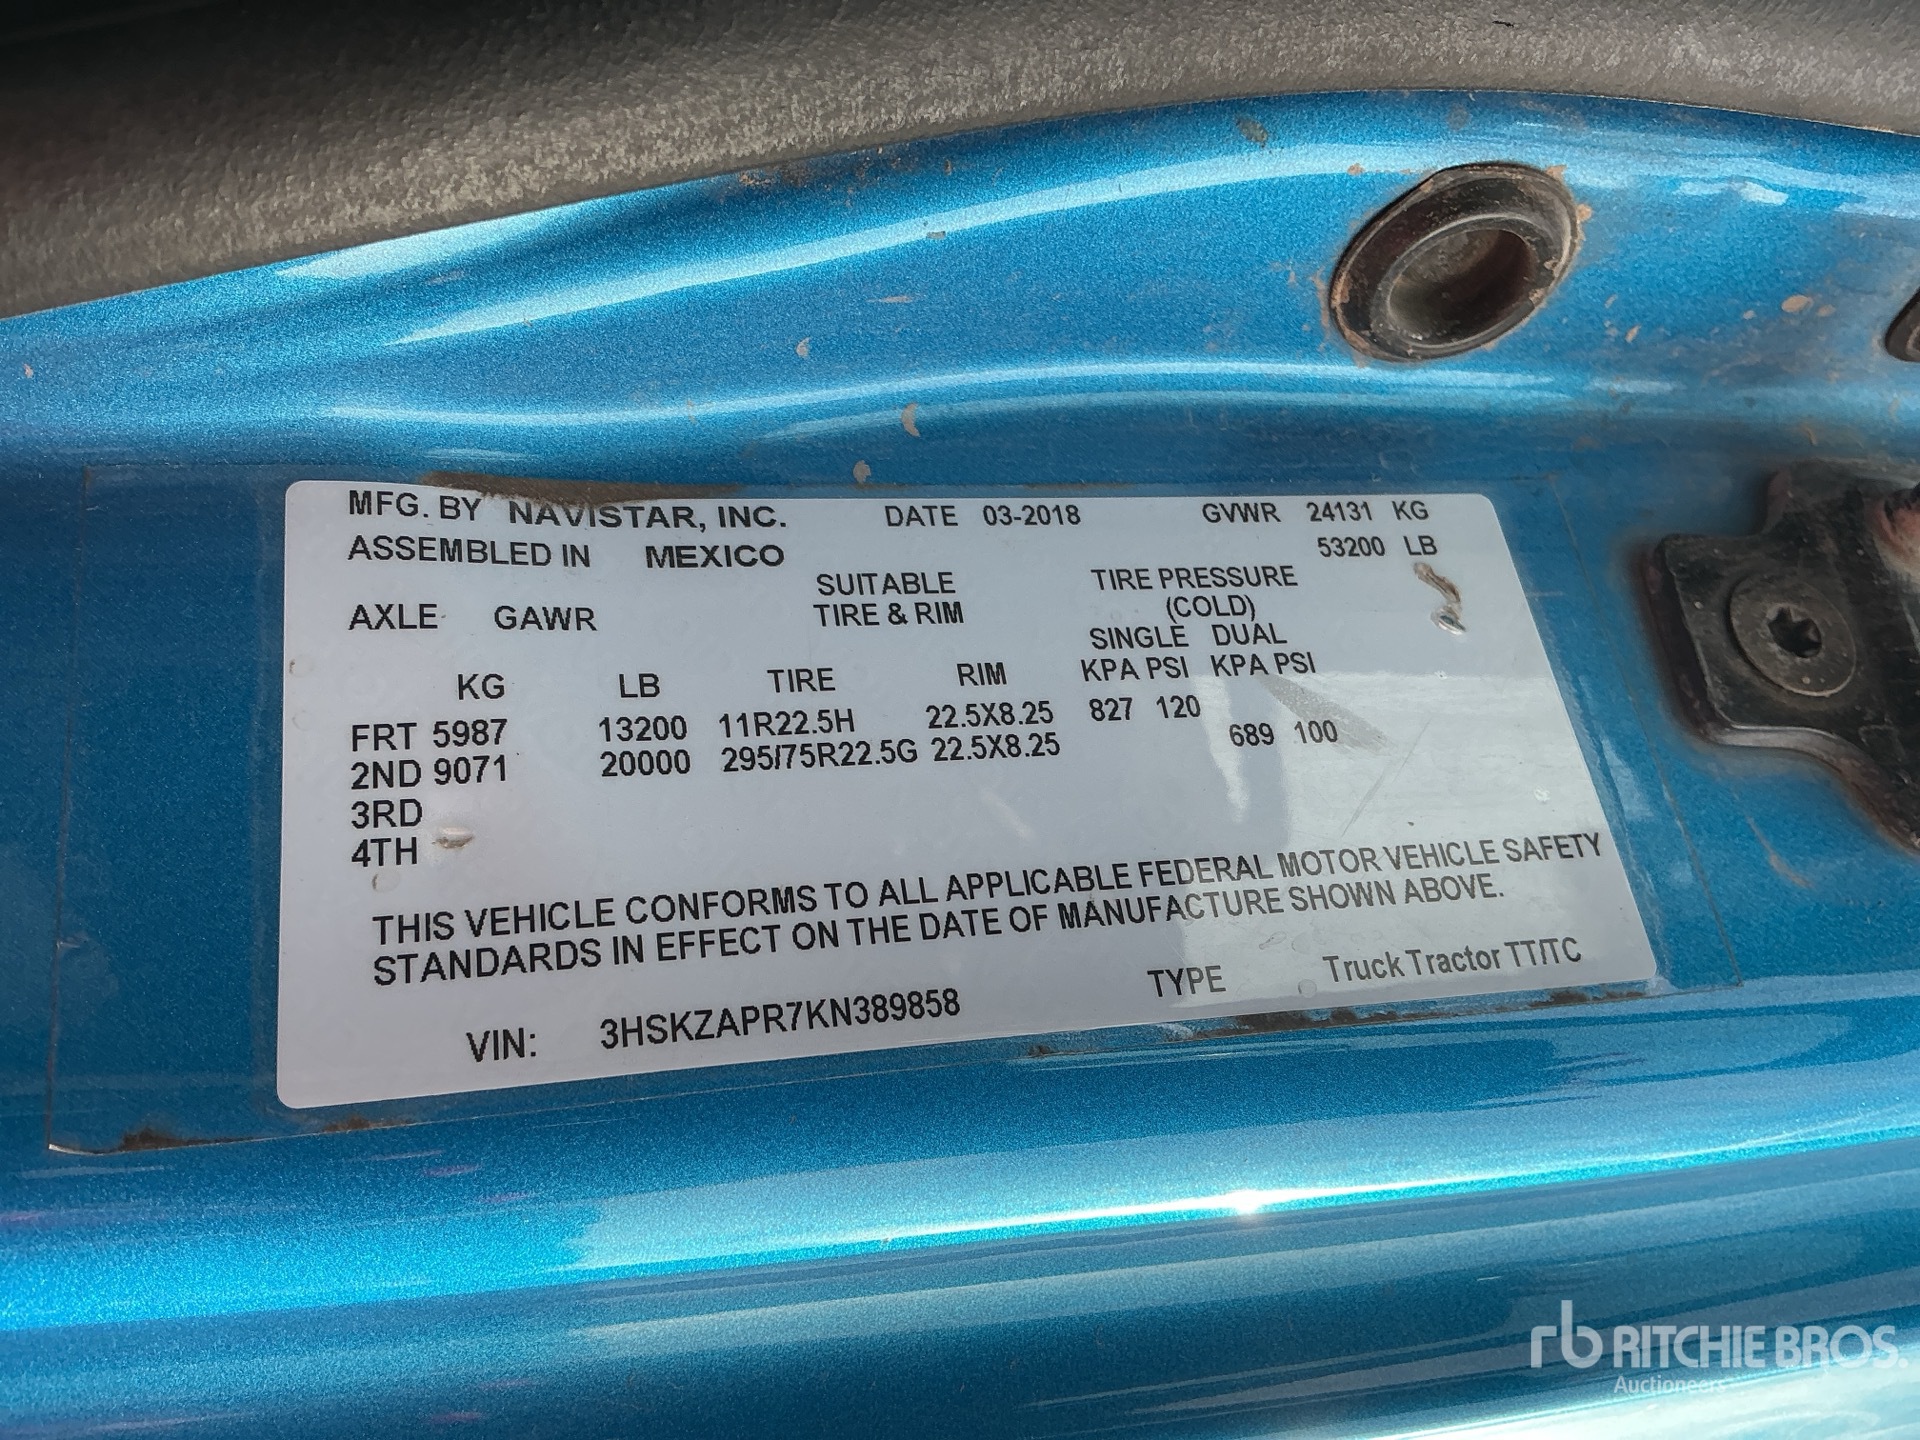 MFG. BY NAVISTAR, INC. DATE 03-2018 GVWR 24131 KG
ASSEMBLED IN MEXICO 53200 LB
SUITABLE TIRE PRESSURE
AXLE GAWR TIRE & RIM (COLD)
SINGLE DUAL
KG LB TIRE RIM KPA PSI KPA PSI
FRT 5987 13200 11R22.5H 22.5X8.25 827 120
2ND 9071 20000 295/75R22.5G 22.5X8.25 689 100
3RD
4TH
THIS VEHICLE CONFORMS TO ALL APPLICABLE FEDERAL MOTOR VEHICLE SAFETY
STANDARDS IN EFFECT ON THE DATE OF MANUFACTURE SHOWN ABOVE.
VIN: 3HSKZAPR7KN389858 TYPE Truck Tractor TT/TC
rb RITCHIE BROS.
Auctioneers